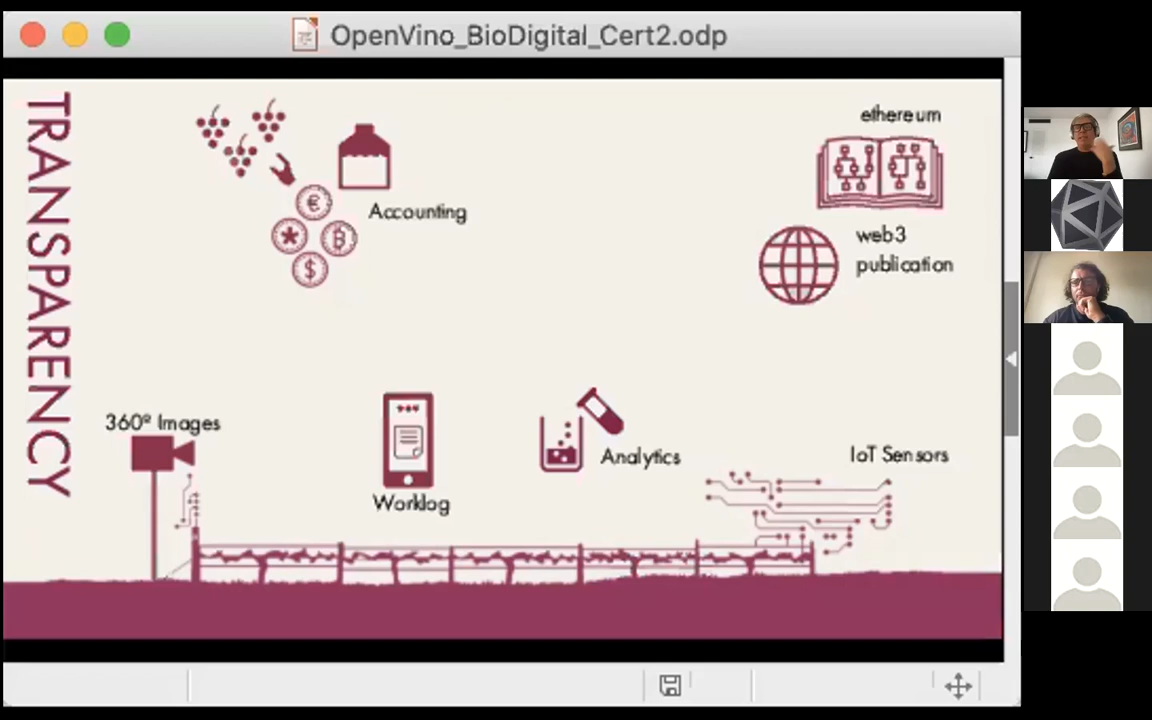 OpenVino_BioDigital_Cert2.odp
TRANSPARENCY
ethereum
Accounting
web3
publication
360º Images
Worklog
Analytics
IoT Sensors